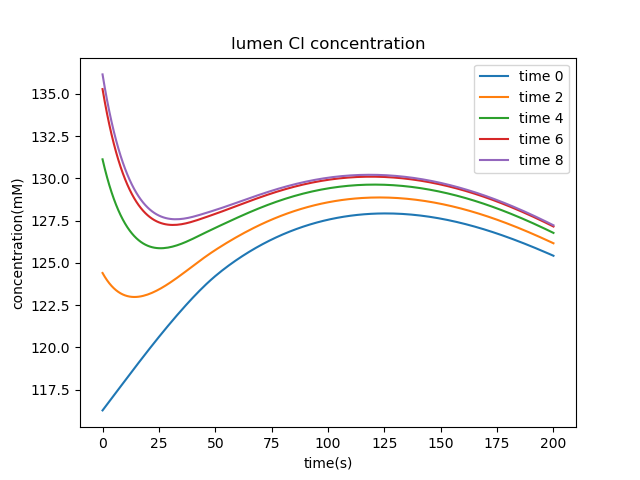 lumen Cl concentration
time 0
time 2
time 4
time 6
time 8
concentration(mM)
135.0
132.5
130.0
127.5
125.0
122.5
120.0
117.5
0 25 50 75 100 125 150 175 200
time(s)